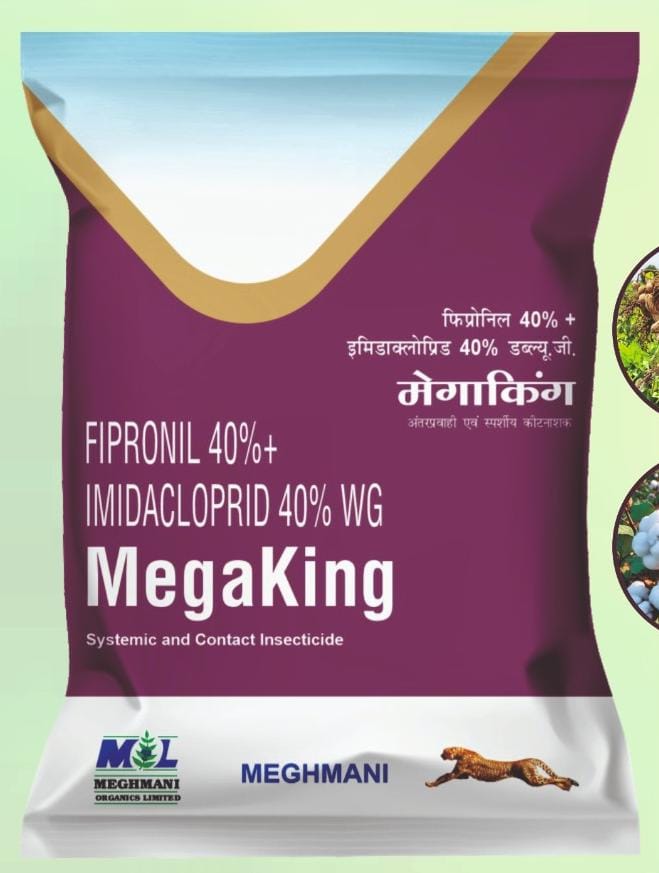 फिप्रोनिल 40% +
इमिडाक्लोप्रिड 40% डब्ल्यू.जी.
मेगाकिंग
अंतरप्रवाही एवं स्पर्शीय कीटनाशक
FIPRONIL 40%+
IMIDACLOPRID 40% WG
MegaKing
Systemic and Contact Insecticide
MOL
MEGHMANI
ORGANICS LIMITED
MEGHMANI